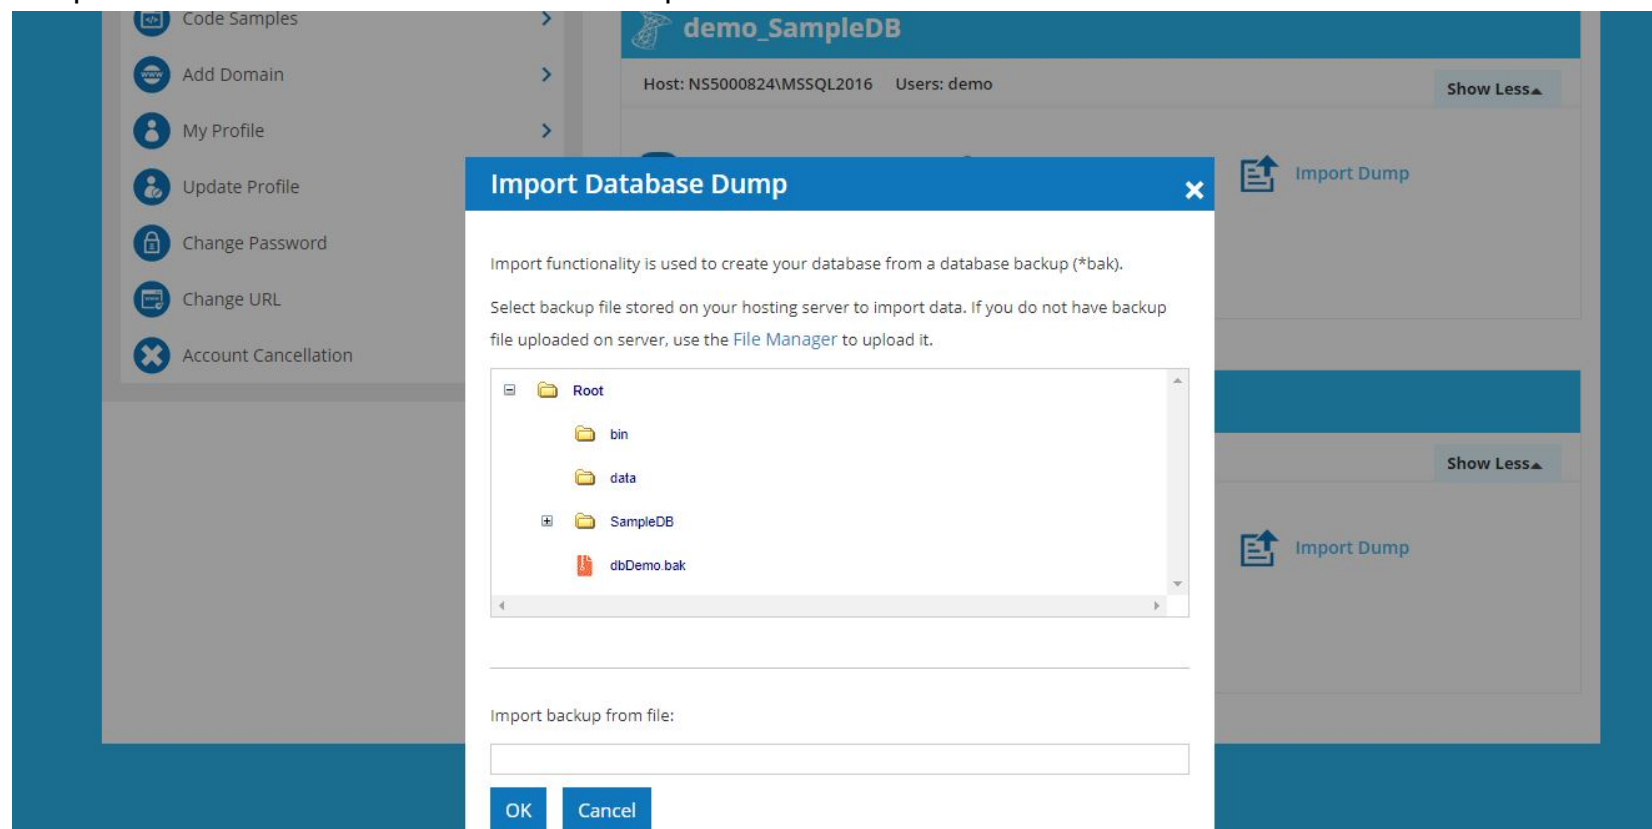 Code Samples
Add Domain
My Profile
Update Profile
Change Password
Change URL
Account Cancellation
demo_SampleDB
Host: NS5000824\MSSQL2016 Users: demo
Show Less
Import Dump
Import Database Dump
Import functionality is used to create your database from a database backup (*bak).
Select backup file stored on your hosting server to import data. If you do not have backup
file uploaded on server, use the File Manager to upload it.
Root
bin
data
SampleDB
dbDemo.bak
Import backup from file:
OK Cancel
Show Less
Import Dump